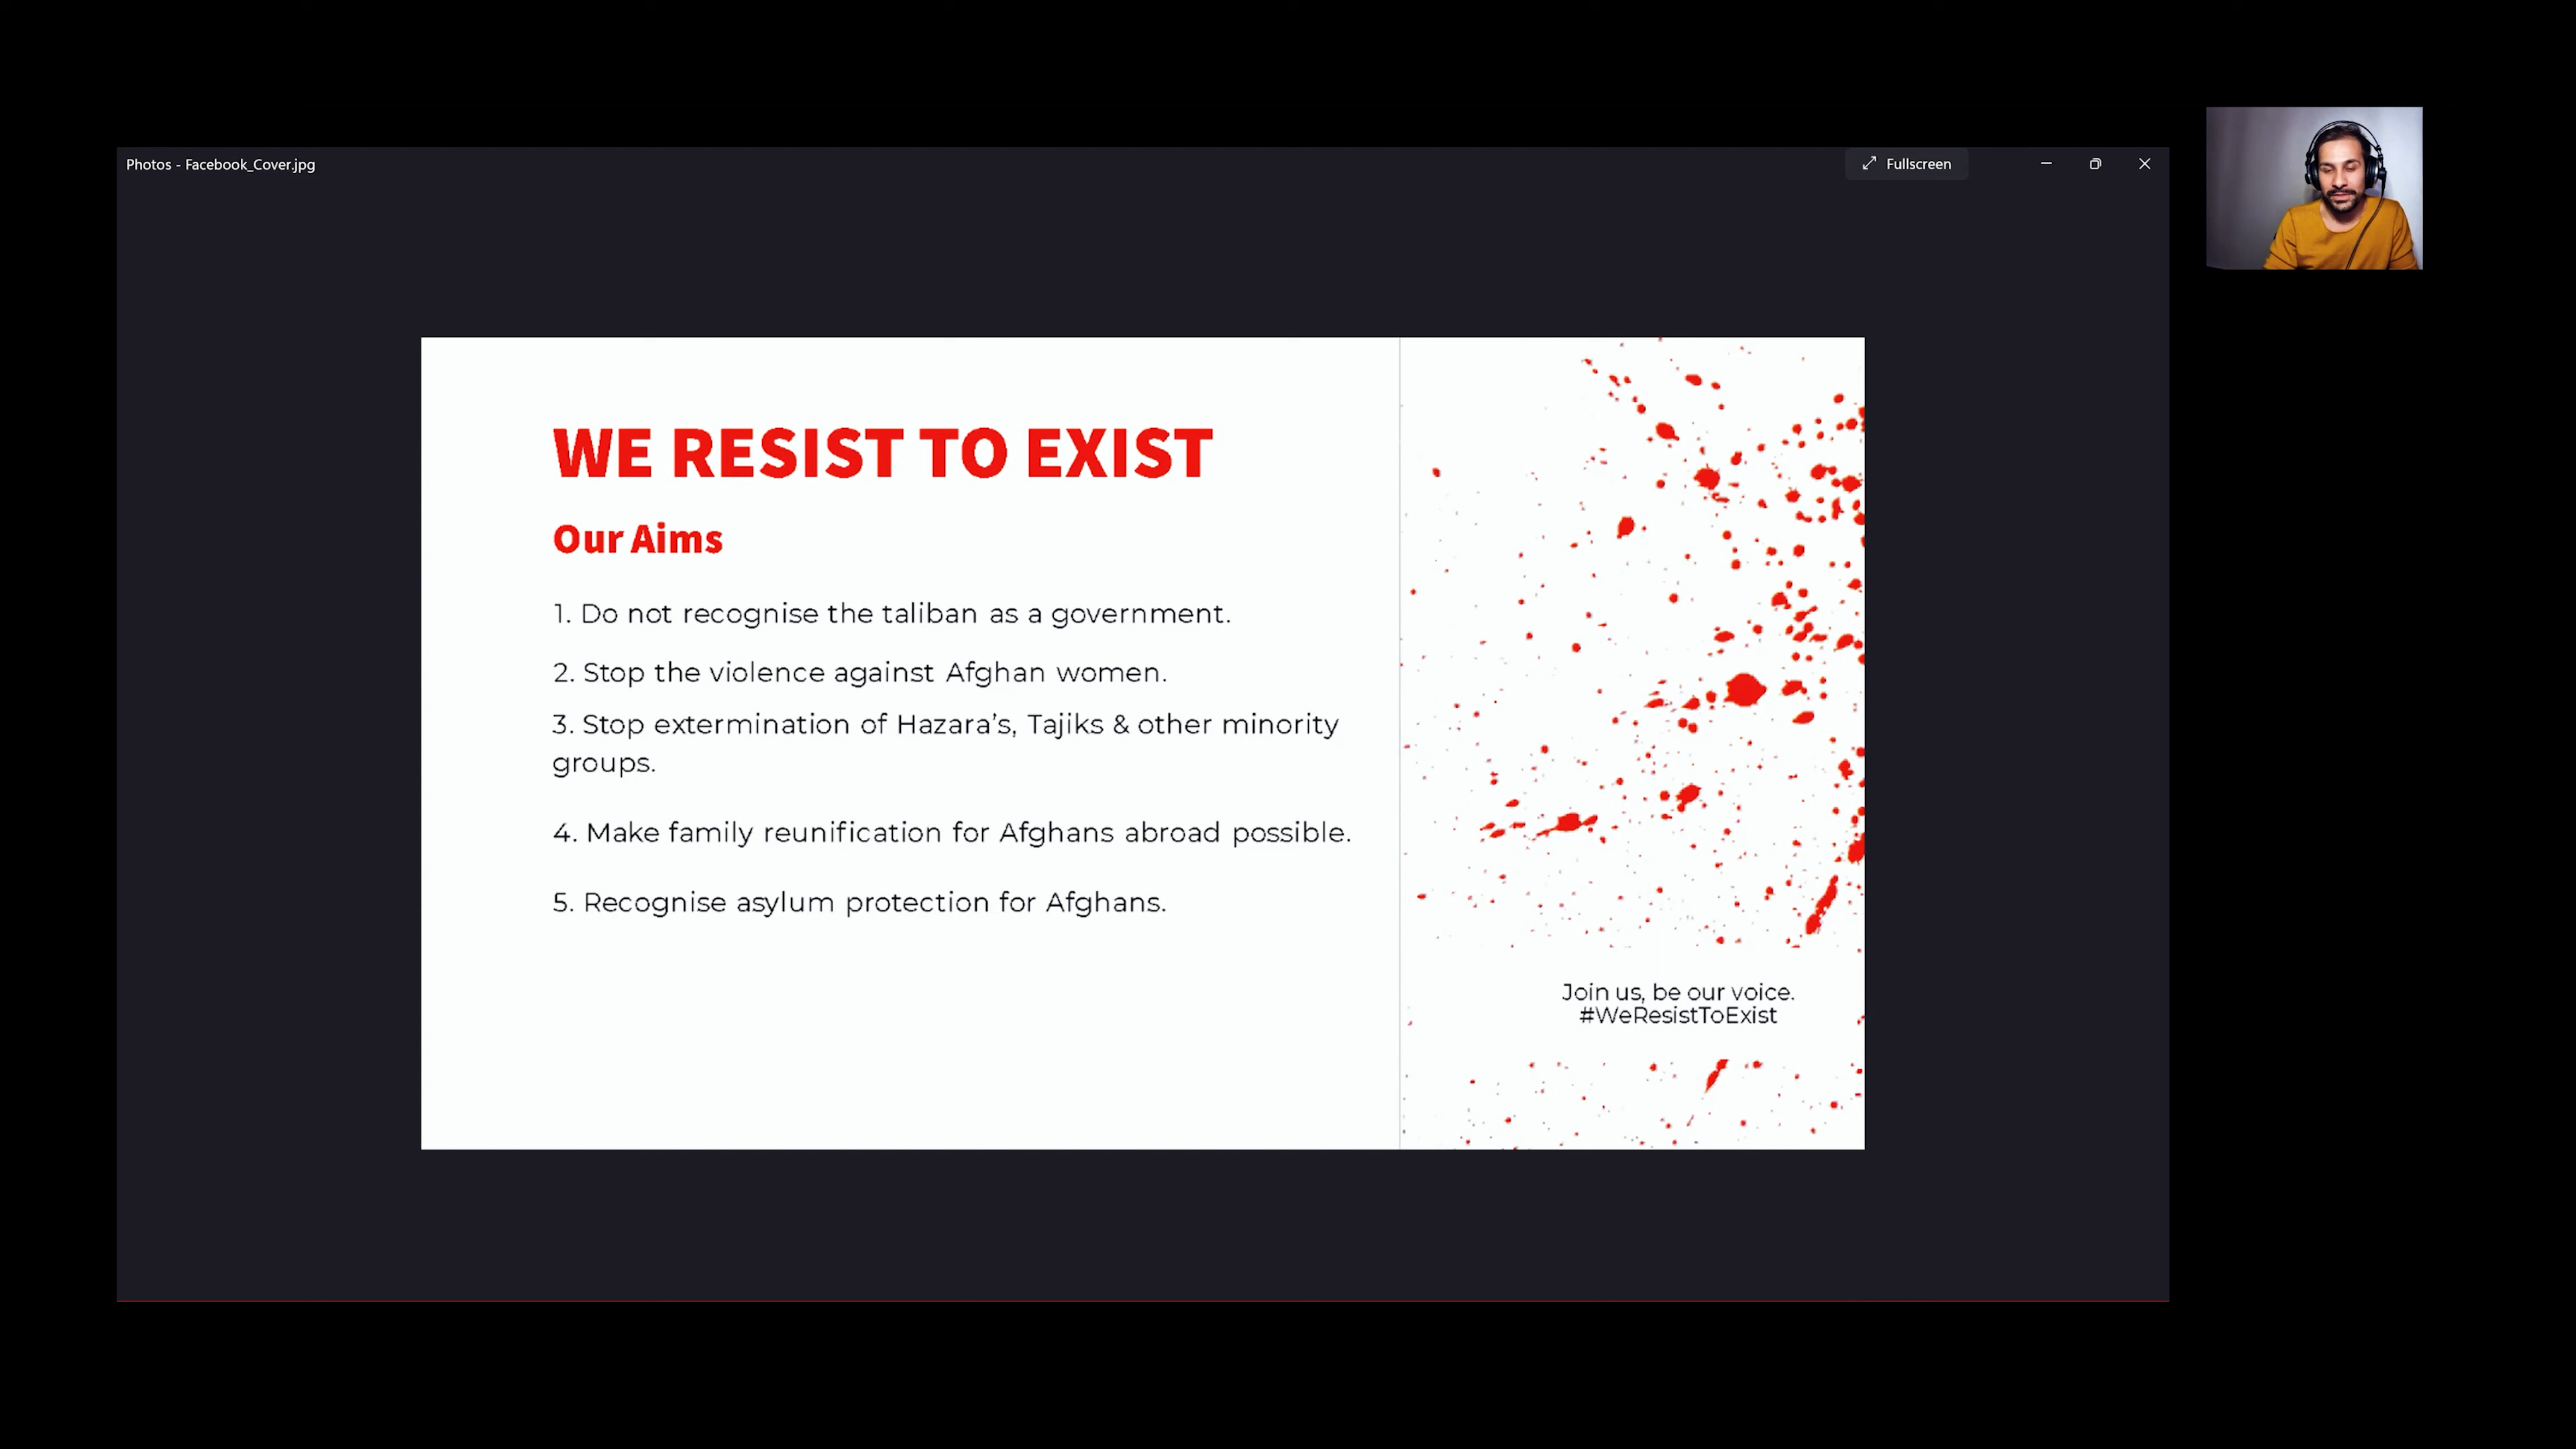 Photos - Facebook_Cover.jpg
Fullscreen
WE RESIST TO EXIST
Our Aims
1. Do not recognise the taliban as a government.
2. Stop the violence against Afghan women.
3. Stop extermination of Hazara's, Tajiks & other minority
groups.
4. Make family reunification for Afghans abroad possible.
5. Recognise asylum protection for Afghans.
Join us, be our voice.
#WeResistToExist